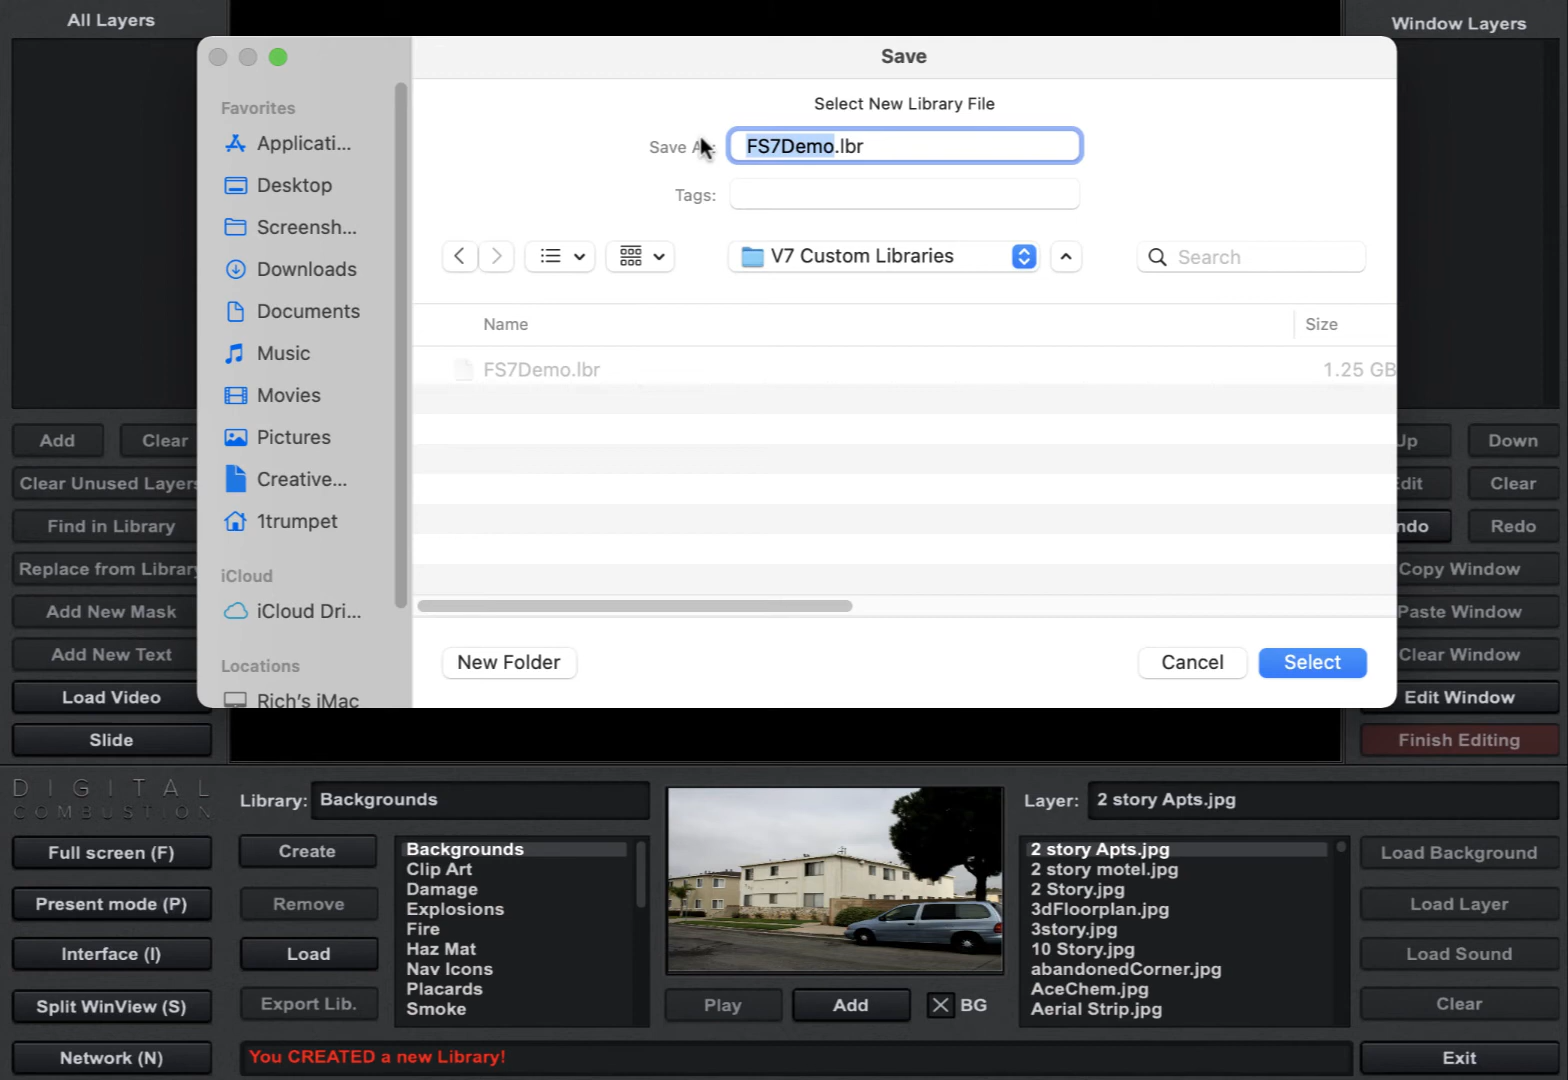 All Layers
Window Layers
Save
Select New Library File
Save A
FS7Demo.lbr
Tags:
V7 Custom Libraries
Search
Name
Size
FS7Demo.lbr
1.25 GB
Favorites
Applicati...
Desktop
Screensh...
Downloads
Documents
Music
Movies
Pictures
Creative...
1trumpet
iCloud
iCloud Dri...
Locations
Rich's iMac
New Folder
Cancel
Select
Add
Clear
Clear Unused Layers
Find in Library
Replace from Library
Add New Mask
Add New Text
Load Video
Slide
Up
Down
dit
Clear
ndo
Redo
Copy Window
Paste Window
Clear Window
Edit Window
Finish Editing
DIGITAL
COMBUSTION
Full screen (F)
Present mode (P)
Interface (I)
Split WinView (S)
Network (N)
Library:
Backgrounds
Create
Remove
Load
Export Lib.
Backgrounds
Clip Art
Damage
Explosions
Fire
Haz Mat
Nav Icons
Placards
Smoke
Play
Add
BG
Layer:
2 story Apts.jpg
2 story Apts.jpg
2 story motel.jpg
2 Story.jpg
3dFloorplan.jpg
3story.jpg
10 Story.jpg
abandonedCorner.jpg
AceChem.jpg
Aerial Strip.jpg
Load Background
Load Layer
Load Sound
Clear
Exit
You CREATED a new Library!